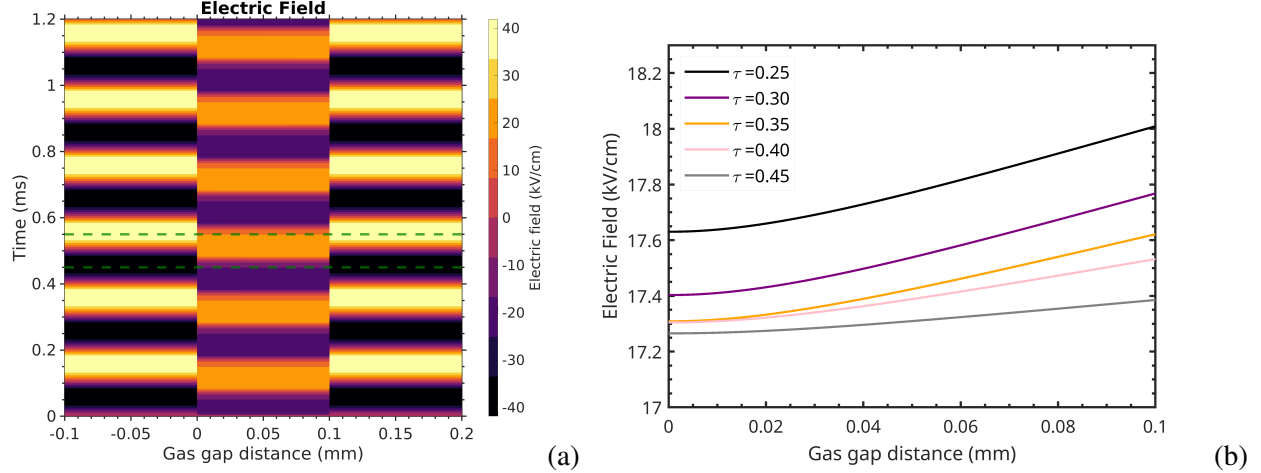 Electric Field
1.2
1
0.8
0.6
0.4
0.2
0
Time (ms)
-0.1 -0.05 0 0.05 0.1 0.15 0.2
Gas gap distance (mm)
40
30
20
10
0
-10
-20
-30
-40
Electric field (kV/cm)
(a)
18.2
18
17.8
17.6
17.4
17.2
17
Electric Field (kV/cm)
τ =0.25
τ =0.30
τ =0.35
τ =0.40
τ =0.45
0 0.02 0.04 0.06 0.08 0.1
Gas gap distance (mm)
(b)